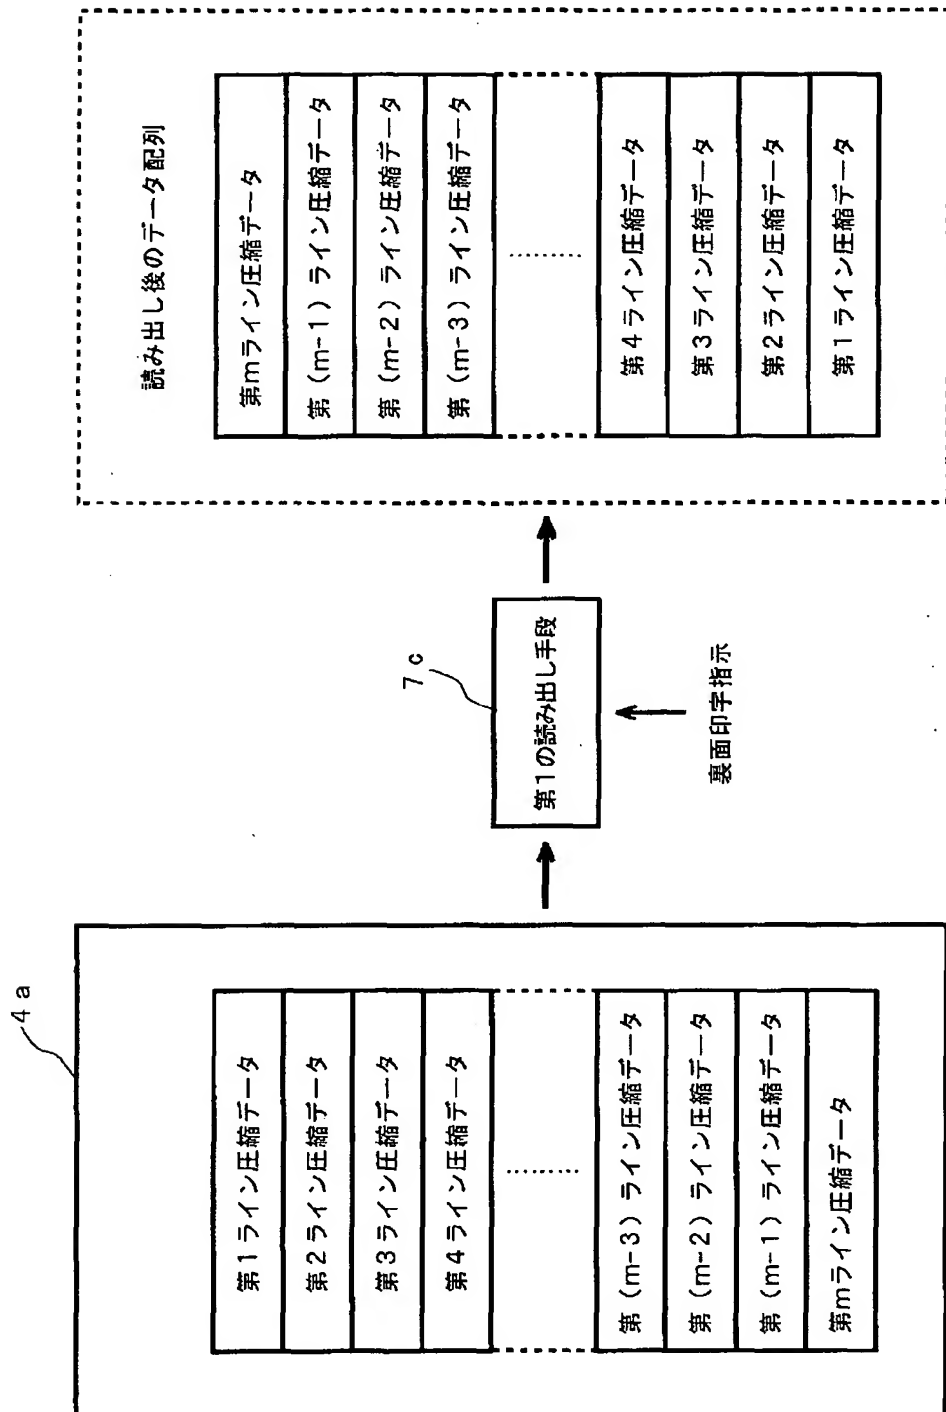 4a
第1ライン圧縮データ
第2ライン圧縮データ
第3ライン圧縮データ
第4ライン圧縮データ
第(m-3)ライン圧縮データ
第(m-2)ライン圧縮データ
第(m-1)ライン圧縮データ
第mライン圧縮データ
7c
第1の読み出し手段
裏面印字指示
読み出し後のデータ配列
第mライン圧縮データ
第(m-1)ライン圧縮データ
第(m-2)ライン圧縮データ
第(m-3)ライン圧縮データ
第4ライン圧縮データ
第3ライン圧縮データ
第2ライン圧縮データ
第1ライン圧縮データ